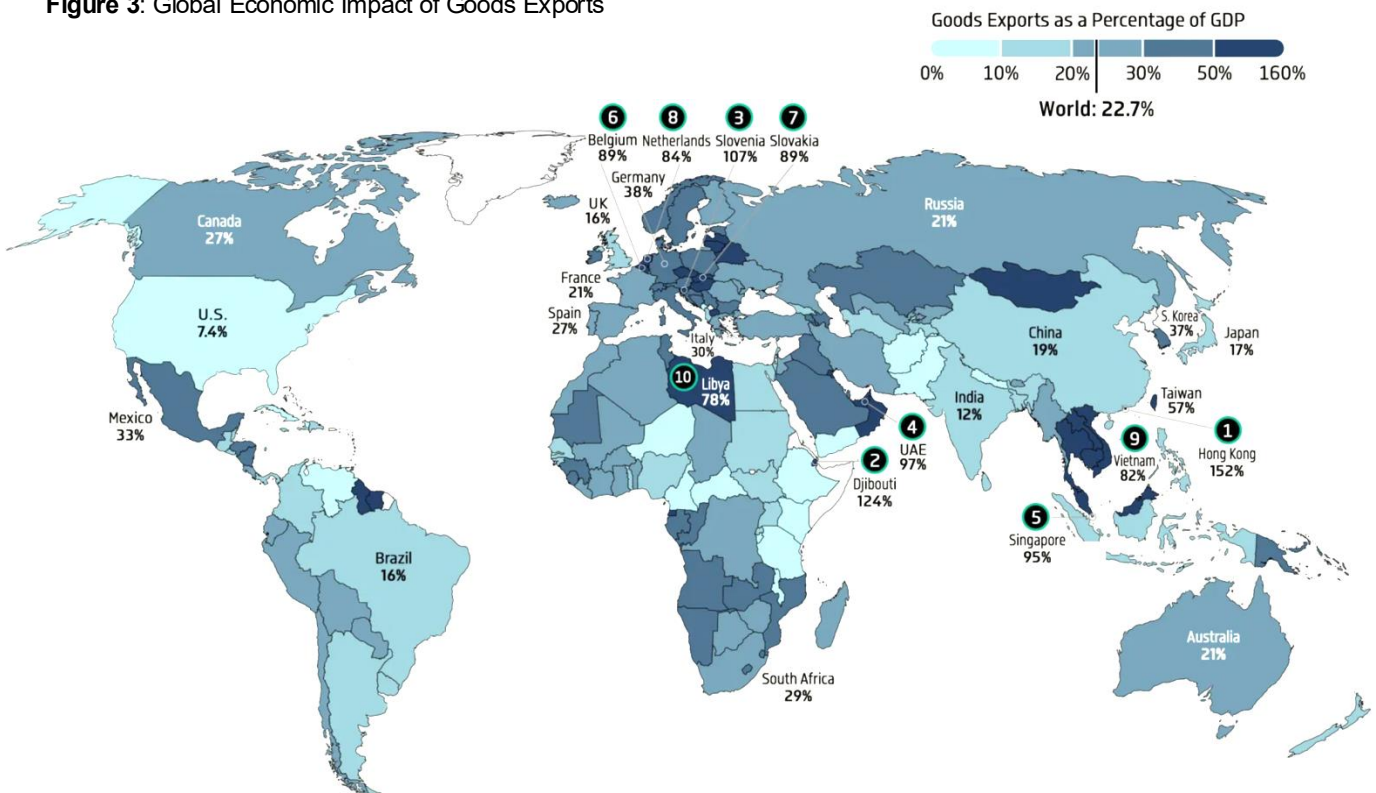 Figure 3: Global Economic Impact of Goods Exports
Goods Exports as a Percentage of GDP
0% 10% 20% 30% 50% 160%
World: 22.7%
6 8 3 7
Belgium Netherlands Slovenia Slovakia
89% 84% 107% 89%
Germany
38%
UK
16%
France
21%
Spain
27%
Italy
30%
Canada
27%
U.S.
7.4%
Mexico
33%
Brazil
16%
Russia
21%
China
19%
S. Korea
37%
Japan
17%
India
12%
Taiwan
57%
10
Libya
78%
4
UAE
97%
2
Djibouti
124%
9
Vietnam
82%
1
Hong Kong
152%
5
Singapore
95%
South Africa
29%
Australia
21%